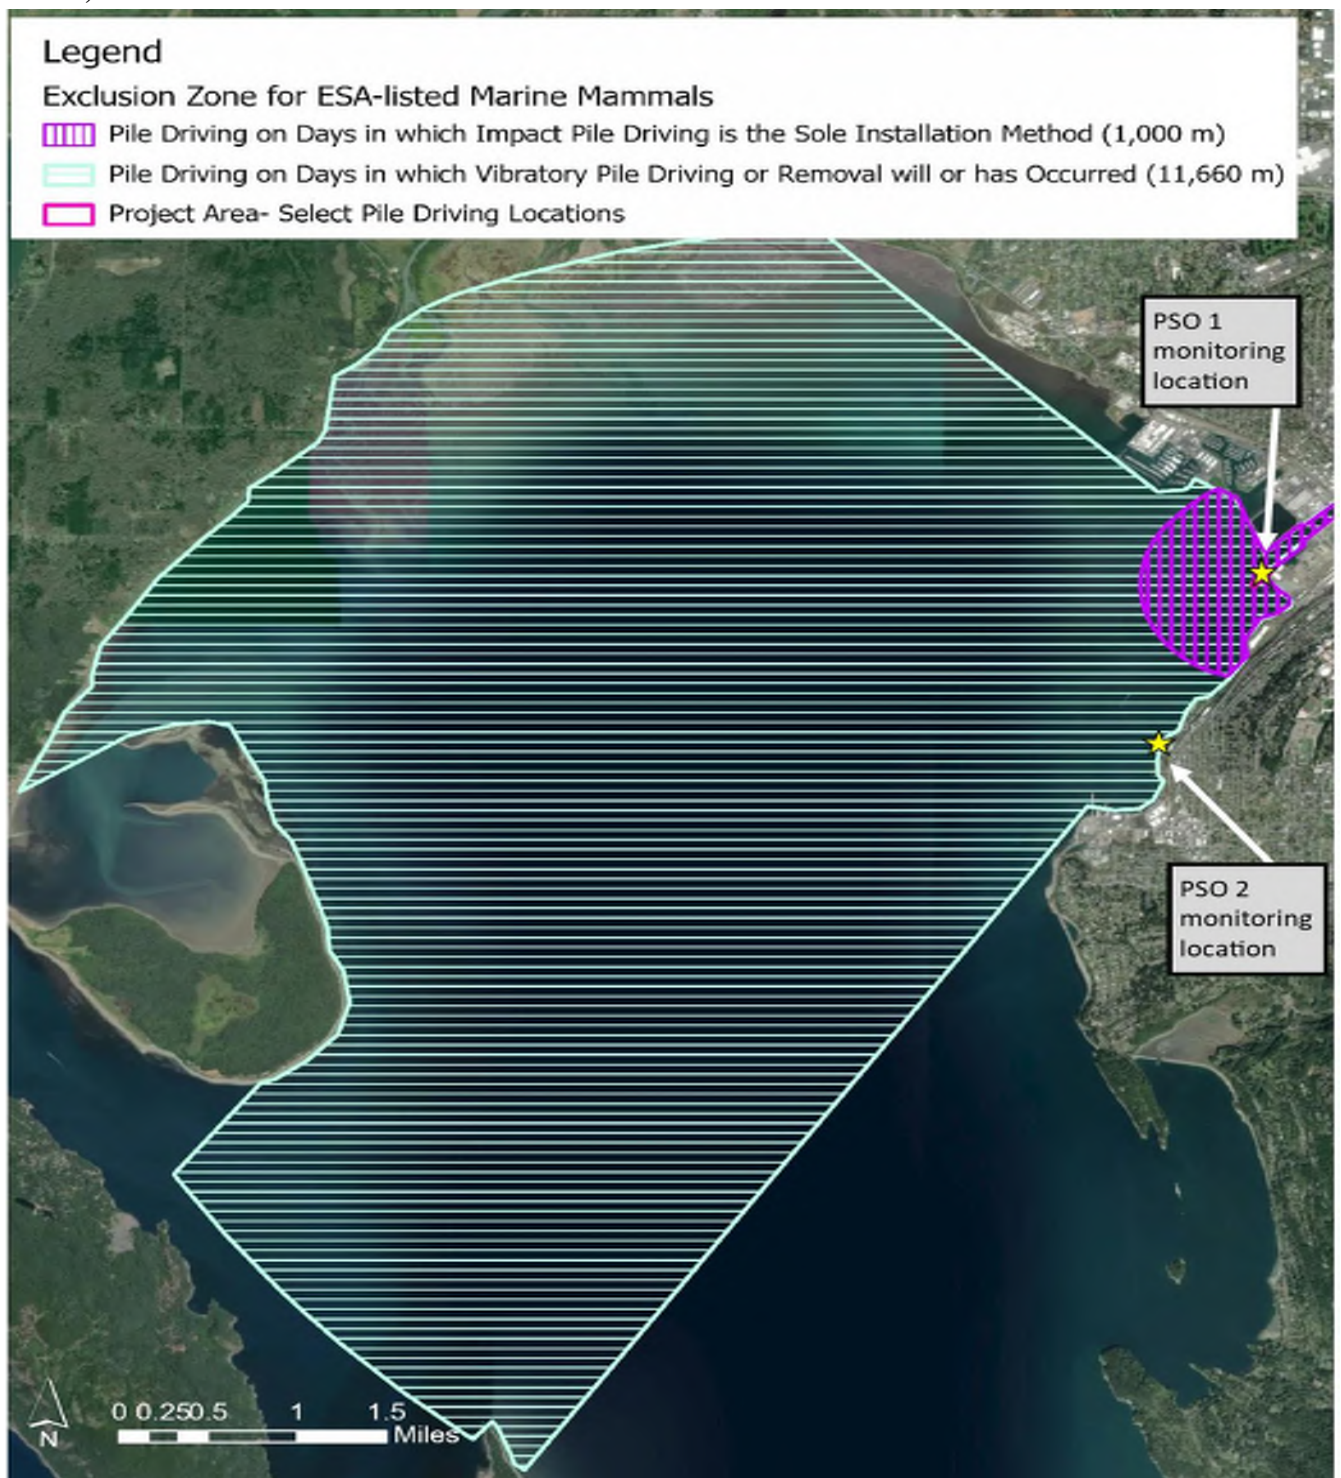 Legend
Exclusion Zone for ESA-listed Marine Mammals
Pile Driving on Days in which Impact Pile Driving is the Sole Installation Method (1,000 m)
Pile Driving on Days in which Vibratory Pile Driving or Removal will or has Occurred (11,660 m)
Project Area- Select Pile Driving Locations
PSO 1
monitoring
location
PSO 2
monitoring
location
0 0.250.5 1 1.5
Miles
N